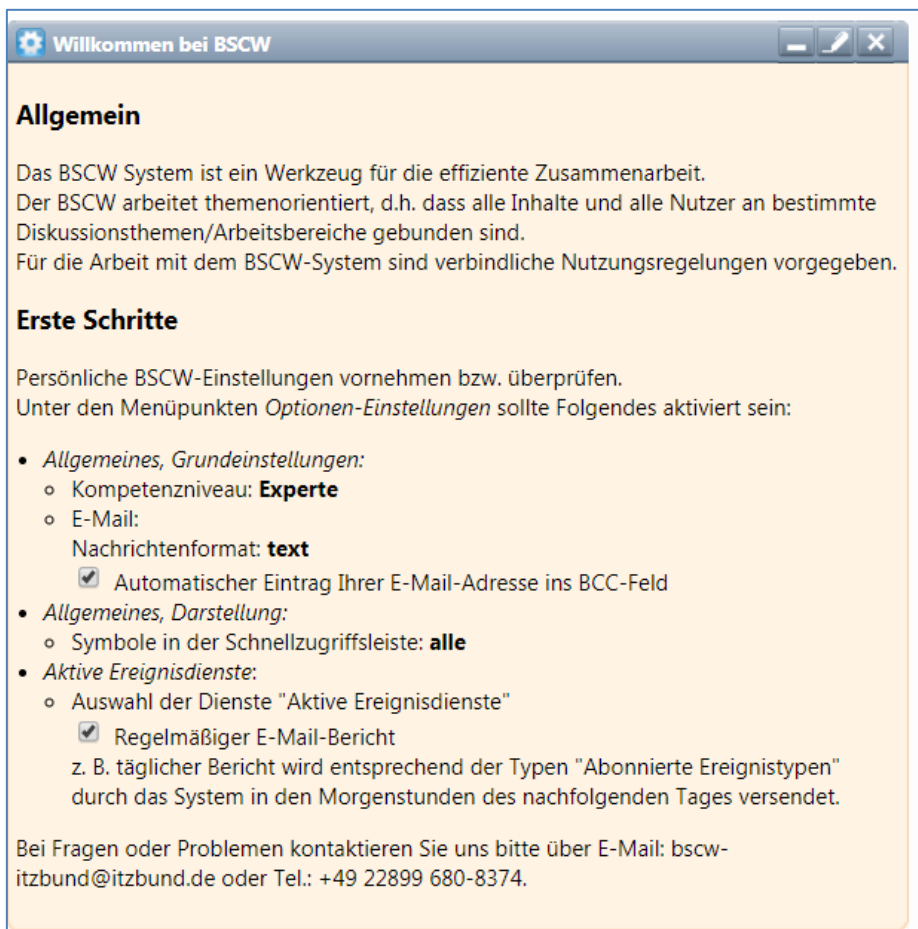 Willkommen bei BSCW
Allgemein
Das BSCW System ist ein Werkzeug für die effiziente Zusammenarbeit.
Der BSCW arbeitet themenorientiert, d.h. dass alle Inhalte und alle Nutzer an bestimmte
Diskussionsthemen/Arbeitsbereiche gebunden sind.
Für die Arbeit mit dem BSCW-System sind verbindliche Nutzungsregelungen vorgegeben.
Erste Schritte
Persönliche BSCW-Einstellungen vornehmen bzw. überprüfen.
Unter den Menüpunkten Optionen-Einstellungen sollte Folgendes aktiviert sein:
• Allgemeines, Grundeinstellungen:
◦ Kompetenzniveau: Experte
◦ E-Mail:
Nachrichtenformat: text
Automatischer Eintrag Ihrer E-Mail-Adresse ins BCC-Feld
• Allgemeines, Darstellung:
◦ Symbole in der Schnellzugriffsleiste: alle
• Aktive Ereignisdienste:
◦ Auswahl der Dienste "Aktive Ereignisdienste"
Regelmäßiger E-Mail-Bericht
z. B. täglicher Bericht wird entsprechend der Typen "Abonnierte Ereignistypen"
durch das System in den Morgenstunden des nachfolgenden Tages versendet.
Bei Fragen oder Problemen kontaktieren Sie uns bitte über E-Mail: bscw-
itzbund@itzbund.de oder Tel.: +49 22899 680-8374.